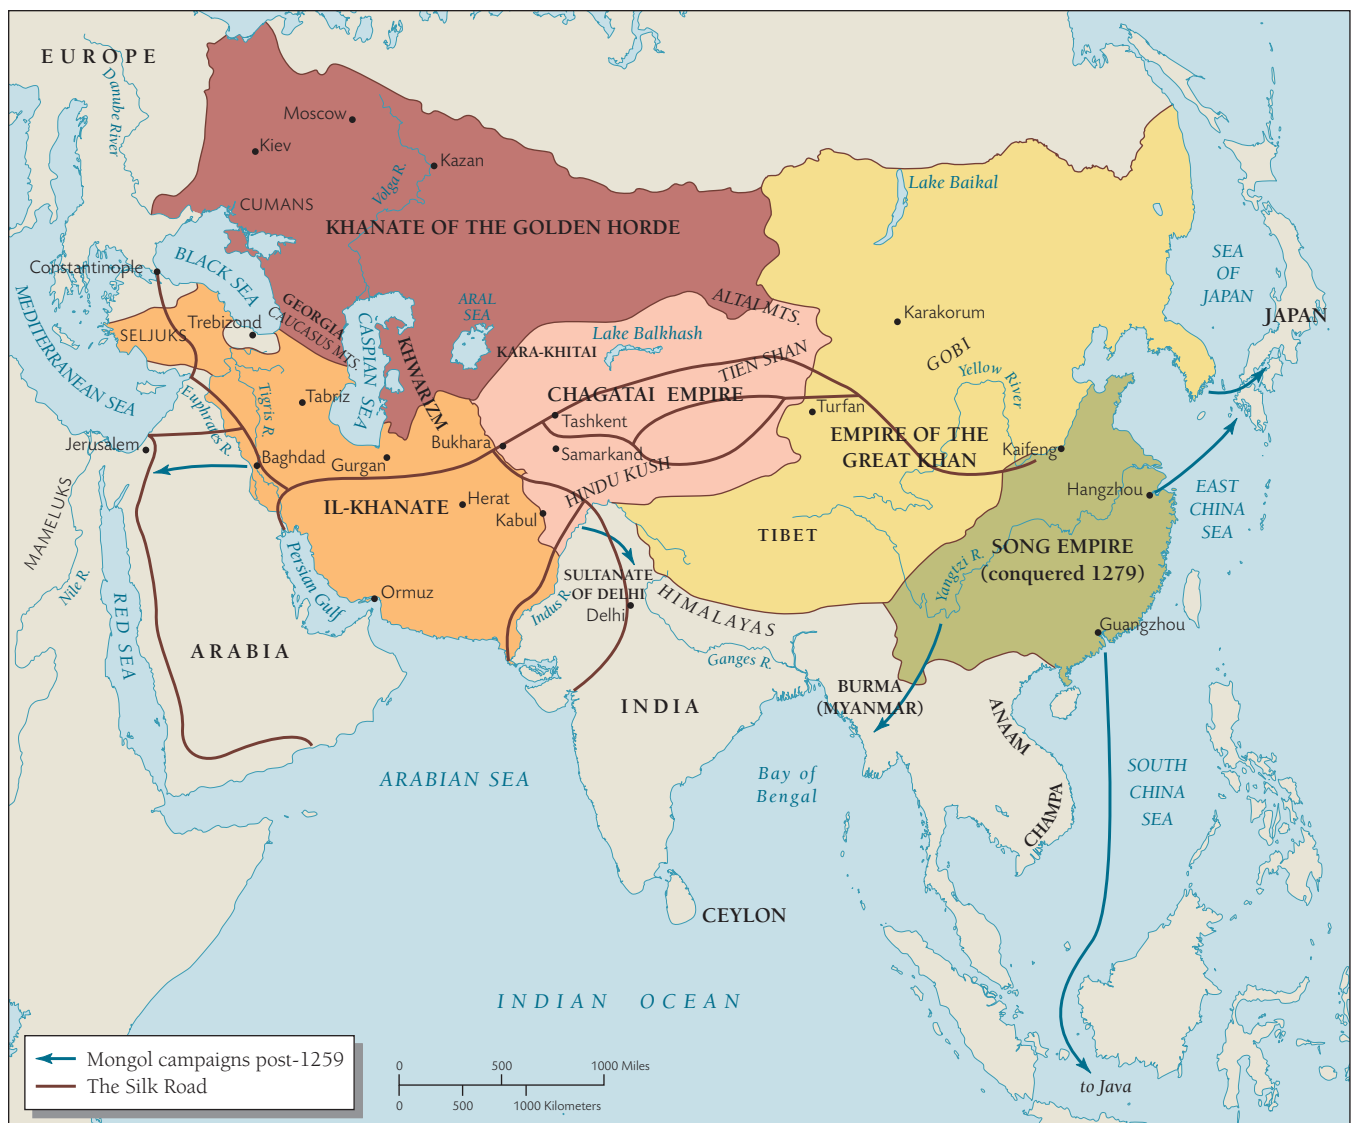 EUROPE
Danube River
Moscow
Kiev
Kazan
Volga R.
CUMANS
KHANATE OF THE GOLDEN HORDE
Lake Baikal
Constantinople
BLACK SEA
MEDITERRANEAN SEA
SELJUKS
Trebizond
GEORGIA
CAUCASUS MTS.
CASPIAN SEA
KHWARIZM
ARAL
SEA
KARA-KHITAI
Lake Balkhash
ALTAI MTS.
TIEN SHAN
CHAGATAI EMPIRE
Karakorum
GOBI
Yellow River
SEA
OF
JAPAN
JAPAN
Tabriz
Tigris R.
Euphrates R.
Jerusalem
Baghdad
Gurgan
Bukhara
Tashkent
Samarkand
Turfan
EMPIRE OF THE
GREAT KHAN
Kaifeng
HINDU KUSH
IL-KHANATE
Herat
Kabul
Hangzhou
EAST
CHINA
SEA
MAMELUKS
Nile R.
RED SEA
Persian Gulf
Ormuz
TIBET
SONG EMPIRE
(conquered 1279)
Yangtzi R.
SULTANATE
OF DELHI
Delhi
Indus R.
HIMALAYAS
Guangzhou
ARABIA
Ganges R.
INDIA
BURMA
(MYANMAR)
ANAAM
CHAMPA
ARABIAN SEA
Bay of
Bengal
SOUTH
CHINA
SEA
CEYLON
INDIAN OCEAN
to Java
Mongol campaigns post-1259
The Silk Road
0 500 1000 Miles
0 500 1000 Kilometers